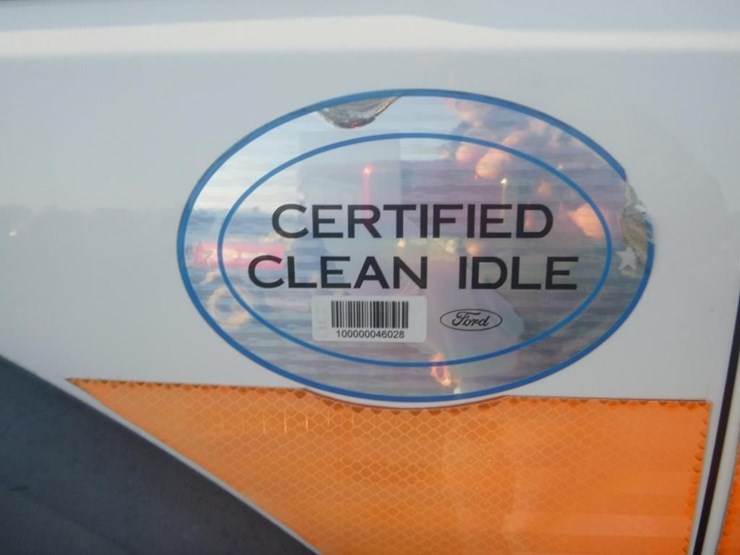 CERTIFIED
CLEAN IDLE
100000046028
Ford